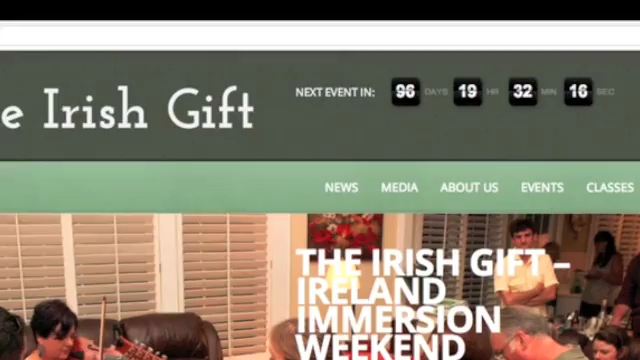 e Irish Gift
NEXT EVENT IN: 96 DAYS 19 HR 32 MIN 16 SEC
NEWS MEDIA ABOUT US EVENTS CLASSES
THE IRISH GIFT –
IRELAND
IMMERSION
WEEKEND